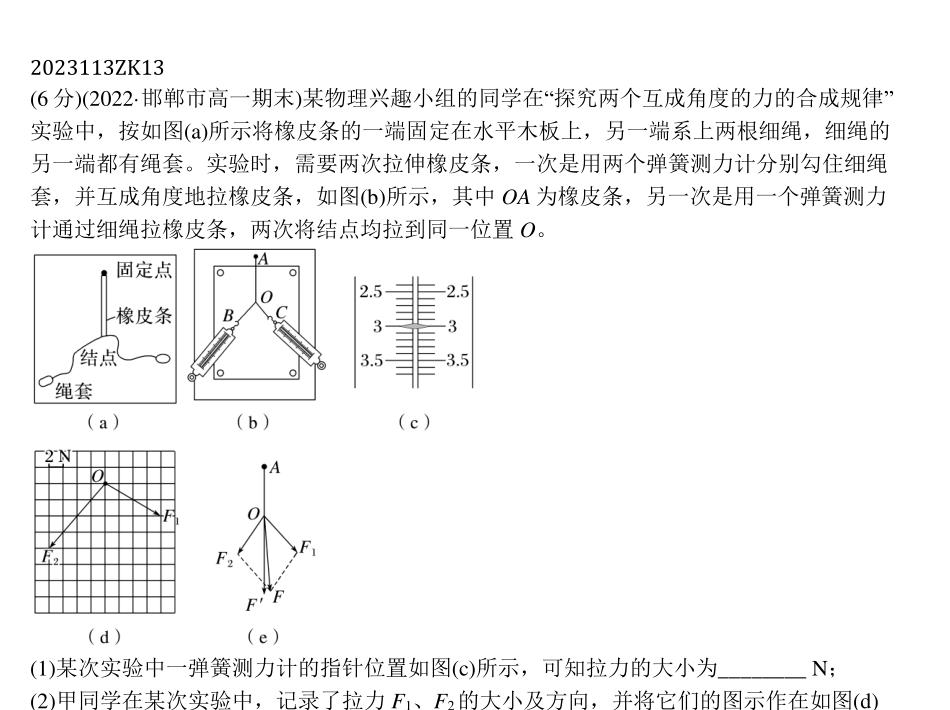 2023113ZK13
(6 分)(2022·邯郸市高一期末)某物理兴趣小组的同学在“探究两个互成角度的力的合成规律”
实验中，按如图(a)所示将橡皮条的一端固定在水平木板上，另一端系上两根细绳，细绳的
另一端都有绳套。实验时，需要两次拉伸橡皮条，一次是用两个弹簧测力计分别勾住细绳
套，并互成角度地拉橡皮条，如图(b)所示，其中 OA 为橡皮条，另一次是用一个弹簧测力
计通过细绳拉橡皮条，两次将结点均拉到同一位置 O。
固定点
橡皮条
结点
绳套
（a）
A
O
B
C
（b）
2.5 2.5
3 3
3.5 3.5
（c）
2 N
O
F₁
F₂
（d）
A
O
F₂ F₁
F′ F
（e）
(1)某次实验中一弹簧测力计的指针位置如图(c)所示，可知拉力的大小为________ N；
(2)甲同学在某次实验中，记录了拉力 F₁、F₂的大小及方向，并将它们的图示作在如图(d)